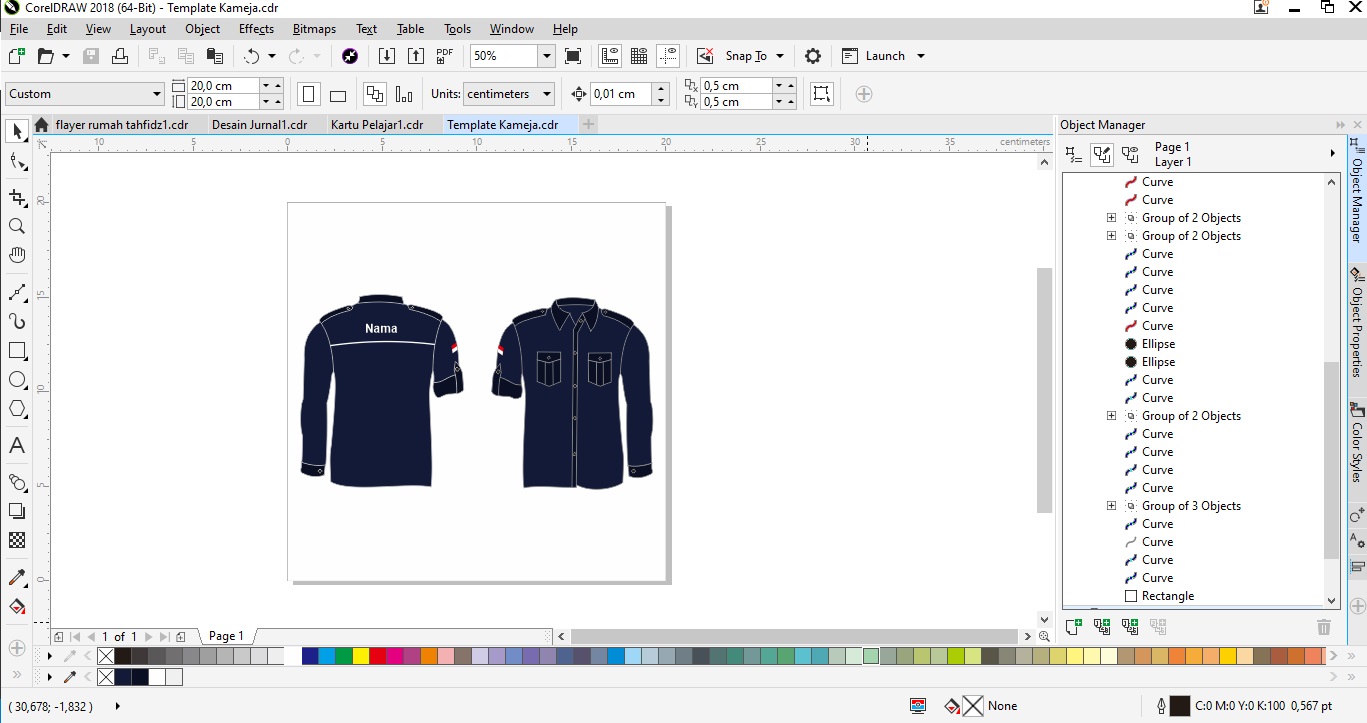 CorelDRAW 2018 (64-Bit) - Template Kameja.cdr
File Edit View Layout Object Effects Bitmaps Text Table Tools Window Help
PDF 50% Snap To Launch
Custom 20,0 cm 20,0 cm Units: centimeters 0,01 cm 0,5 cm 0,5 cm
flayer rumah tahfidz1.cdr Desain Jurnal1.cdr Kartu Pelajar1.cdr Template Kameja.cdr
10 5 0 5 10 15 20 25 30 35 centimeters
20
15
10
5
0
Nama
Object Manager
Page 1
Layer 1
Curve
Curve
Group of 2 Objects
Group of 2 Objects
Curve
Curve
Curve
Curve
Curve
Ellipse
Ellipse
Curve
Curve
Group of 2 Objects
Curve
Curve
Curve
Curve
Group of 3 Objects
Curve
Curve
Curve
Curve
Rectangle
Object Manager
Object Properties
Color Styles
1 of 1 Page 1
( 30,678; -1,832 ) None C:0 M:0 Y:0 K:100 0,567 pt